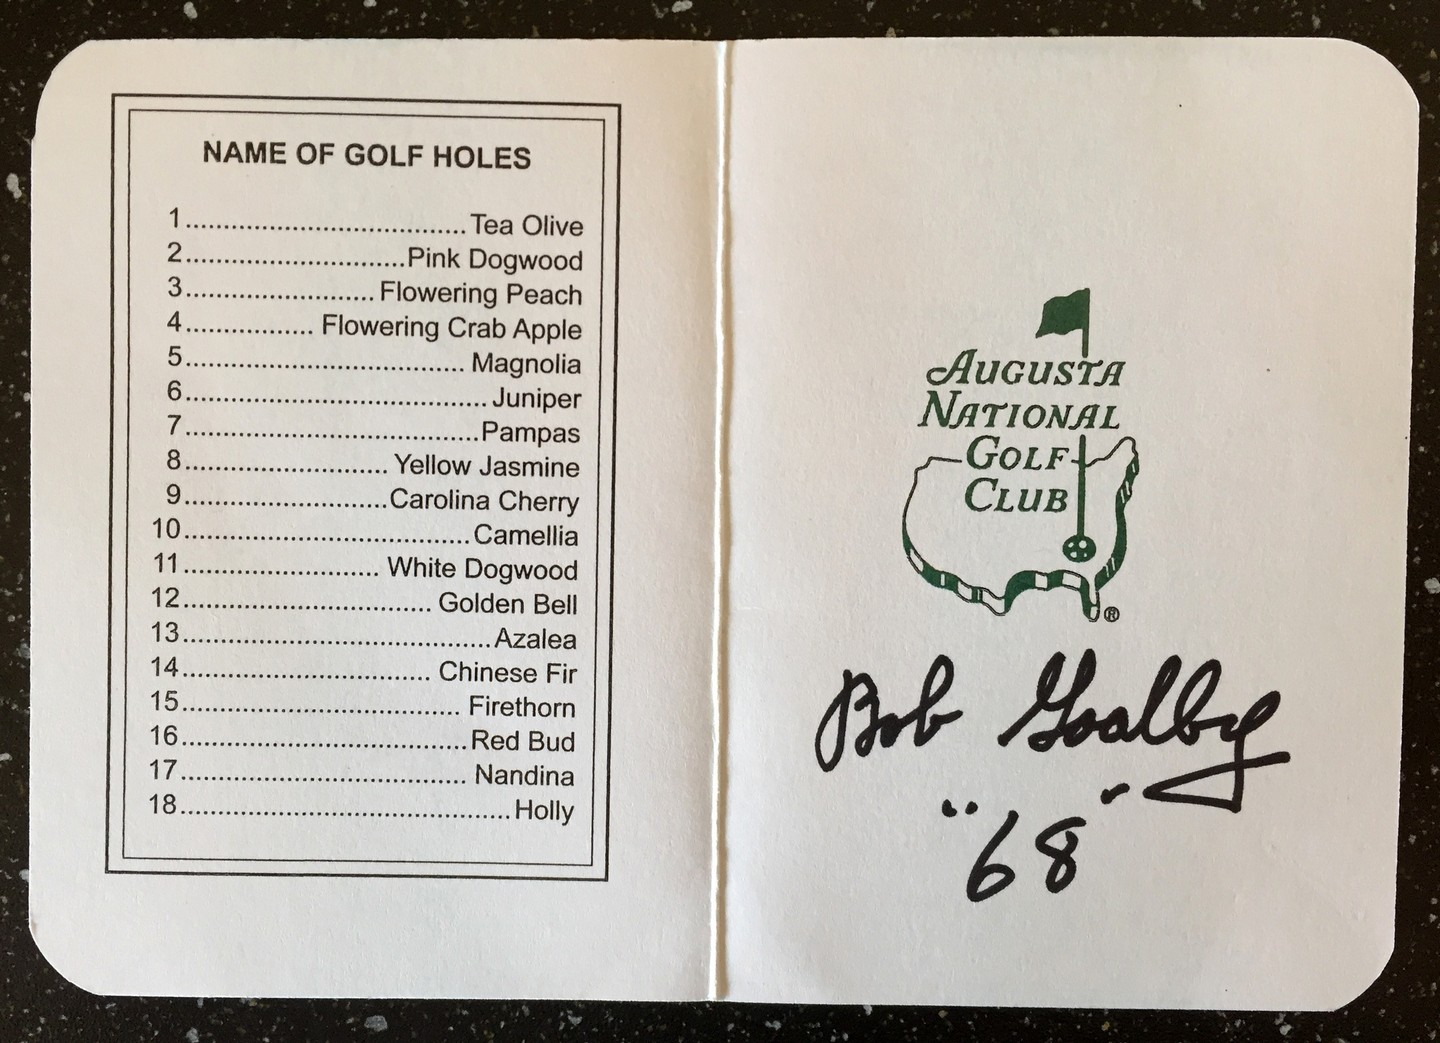 NAME OF GOLF HOLES
1......................................Tea Olive
2.............................Pink Dogwood
3......................... Flowering Peach
4................. Flowering Crab Apple
5..................................... Magnolia
6........................................ Juniper
7.......................................Pampas
8........................... Yellow Jasmine
9...........................Carolina Cherry
10......................................Camellia
11.......................... White Dogwood
12................................. Golden Bell
13.........................................Azalea
14................................. Chinese Fir
15..................................... Firethorn
16......................................Red Bud
17...................................... Nandina
18............................................Holly
AUGUSTA
NATIONAL
GOLF
CLUB
®
Bob Goalby
"68"